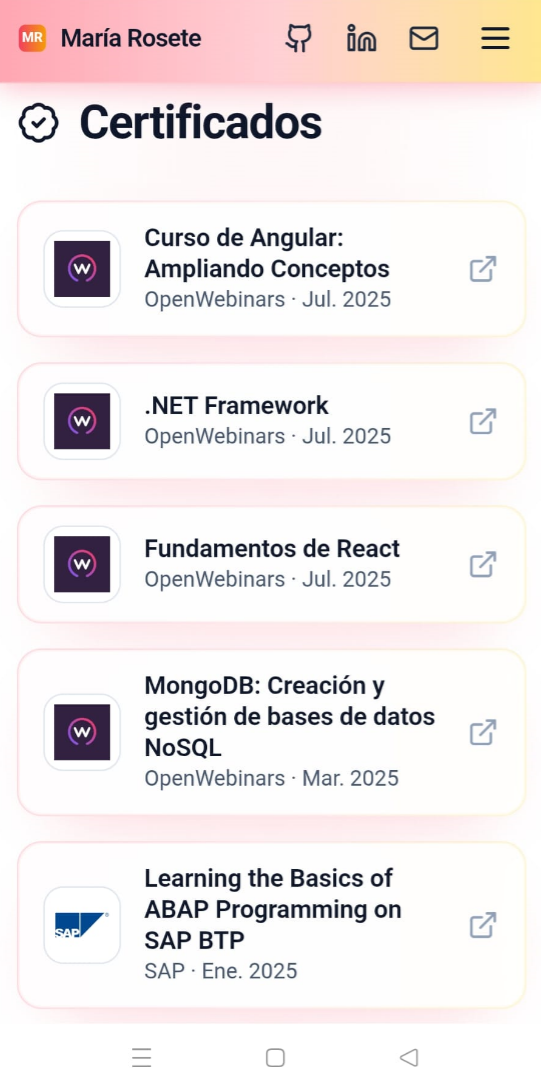 MR María Rosete
Certificados
Curso de Angular:
Ampliando Conceptos
OpenWebinars · Jul. 2025
.NET Framework
OpenWebinars · Jul. 2025
Fundamentos de React
OpenWebinars · Jul. 2025
MongoDB: Creación y
gestión de bases de datos
NoSQL
OpenWebinars · Mar. 2025
Learning the Basics of
ABAP Programming on
SAP BTP
SAP · Ene. 2025
W
W
W
W
SAP